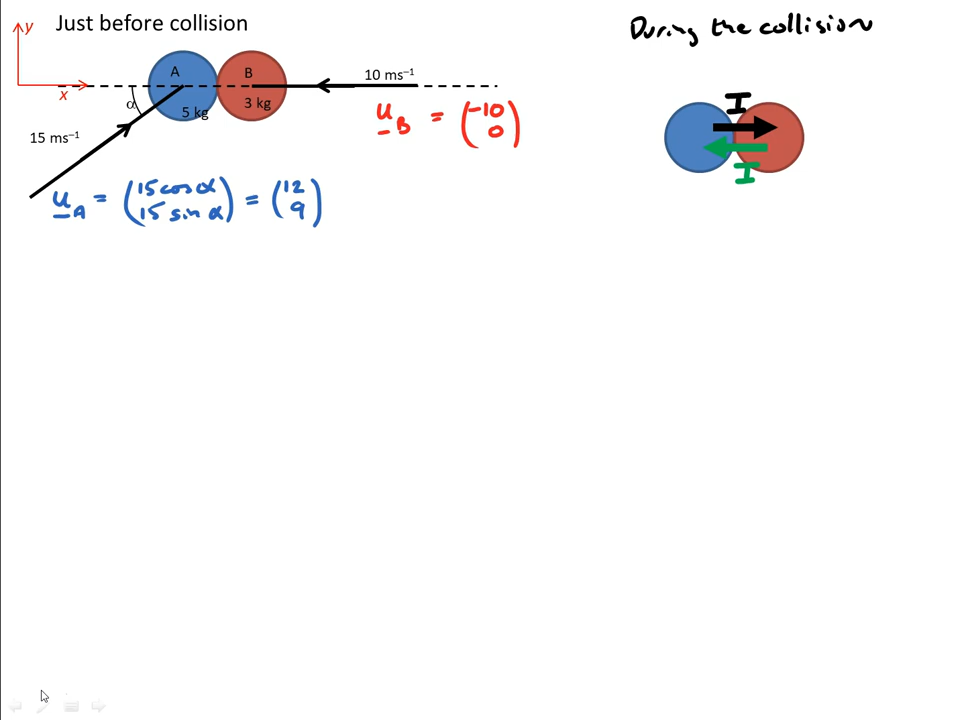 Just before collision
During the collision
y
x
A
B
α
5 kg
3 kg
10 ms⁻¹
15 ms⁻¹
u_B = (-10 0)
u_A = (15 cos α 15 sin α) = (12 9)
I
I